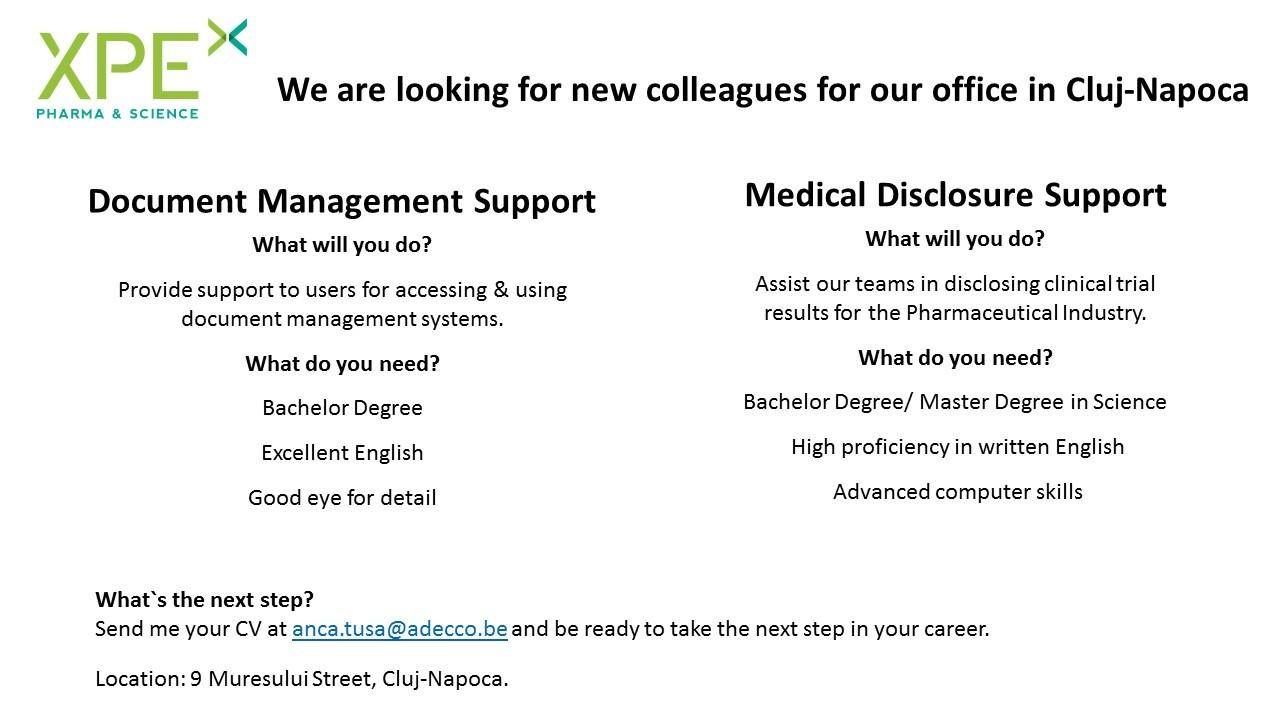 XPE
PHARMA & SCIENCE
We are looking for new colleagues for our office in Cluj-Napoca
Document Management Support
What will you do?
Provide support to users for accessing & using
document management systems.
What do you need?
Bachelor Degree
Excellent English
Good eye for detail
Medical Disclosure Support
What will you do?
Assist our teams in disclosing clinical trial
results for the Pharmaceutical Industry.
What do you need?
Bachelor Degree/ Master Degree in Science
High proficiency in written English
Advanced computer skills
What`s the next step?
Send me your CV at anca.tusa@adecco.be and be ready to take the next step in your career.
Location: 9 Muresului Street, Cluj-Napoca.